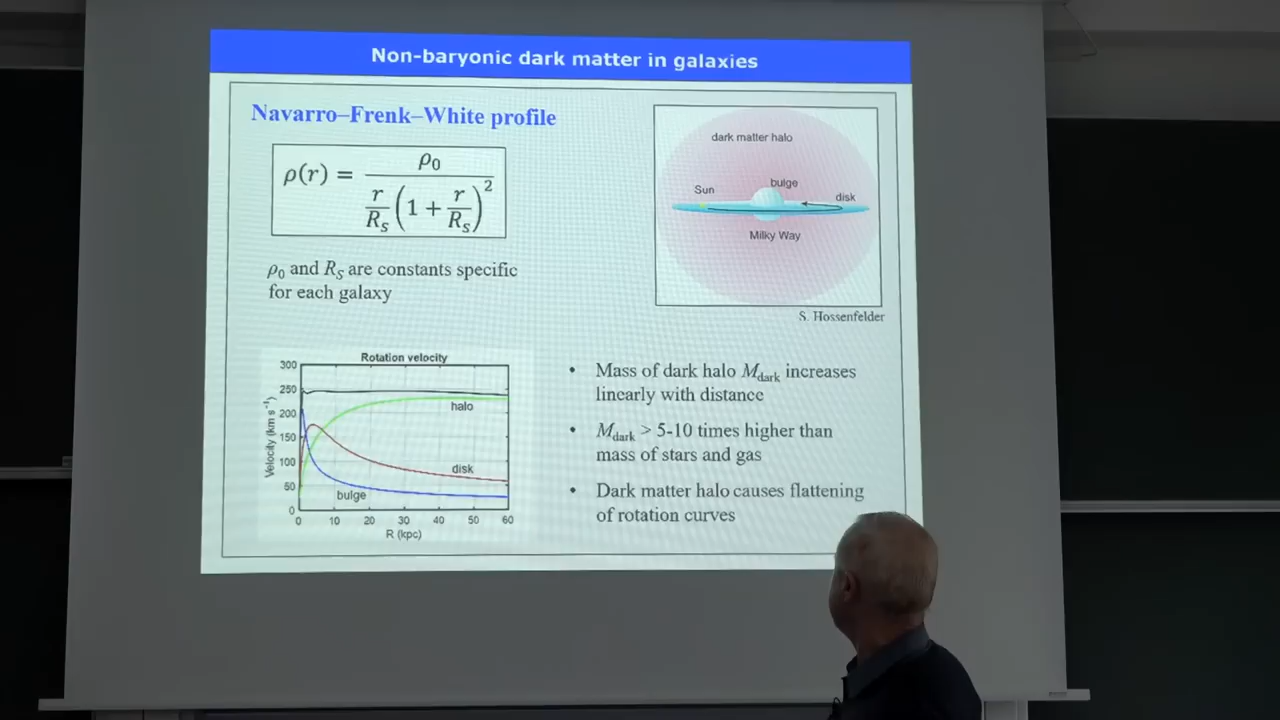 Non-baryonic dark matter in galaxies
Navarro–Frenk–White profile
ρ(r) = ρ0 / (r/RS (1 + r/RS)^2)
ρ0 and RS are constants specific
for each galaxy
dark matter halo
Sun
bulge
disk
Milky Way
S. Hossenfelder
Rotation velocity
300
250
200
150
100
50
0
Velocity (km s-1)
halo
disk
bulge
0 10 20 30 40 50 60
R (kpc)
• Mass of dark halo Mdark increases
linearly with distance
• Mdark > 5-10 times higher than
mass of stars and gas
• Dark matter halo causes flattening
of rotation curves